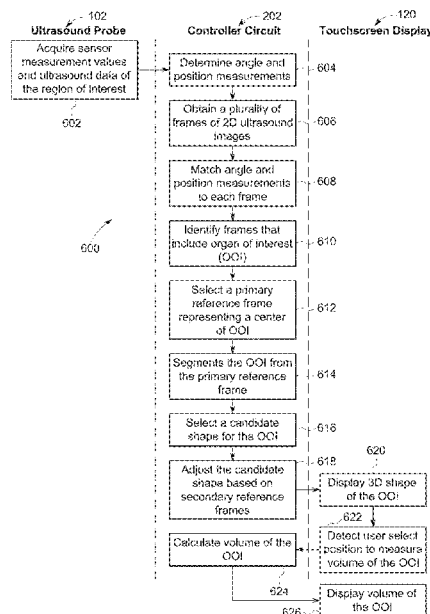 102
202
120
Ultrasound Probe
Controller Circuit
Touchscreen Display
Acquire sensor
measurement values
and ultrasound data of
the region of interest
602
Determine angle and
position measurements
604
Obtain a plurality of
frames of 2D ultrasound
images
606
Match angle and
position measurements
to each frame
608
600
Identify frames that
include organ of interest
(OOI)
610
Select a primary
reference frame
representing a center
of OOI
612
Segments the OOI from
the primary reference
frame
614
Select a candidate
shape for the OOI
616
618
Adjust the candidate
shape based on
secondary reference
frames
620
Display 3D shape
of the OOI
622
Detect user select
position to measure
volume of the OOI
Calculate volume of the
OOI
624
Display volume of
the OOI
626